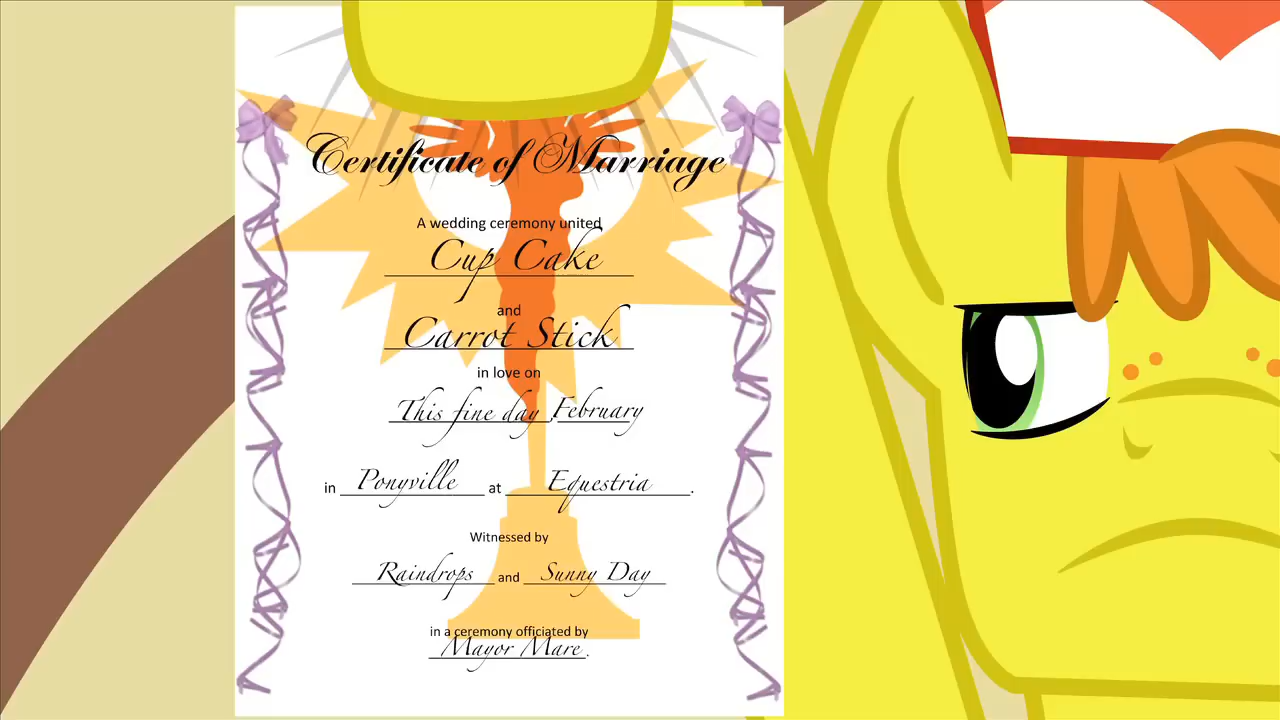 Certificate of Marriage
A wedding ceremony united
Cup Cake
and
Carrot Stick
in love on
This fine day, February
in Ponyville at Equestria.
Witnessed by
Raindrops and Sunny Day
in a ceremony officiated by
Mayor Mare.